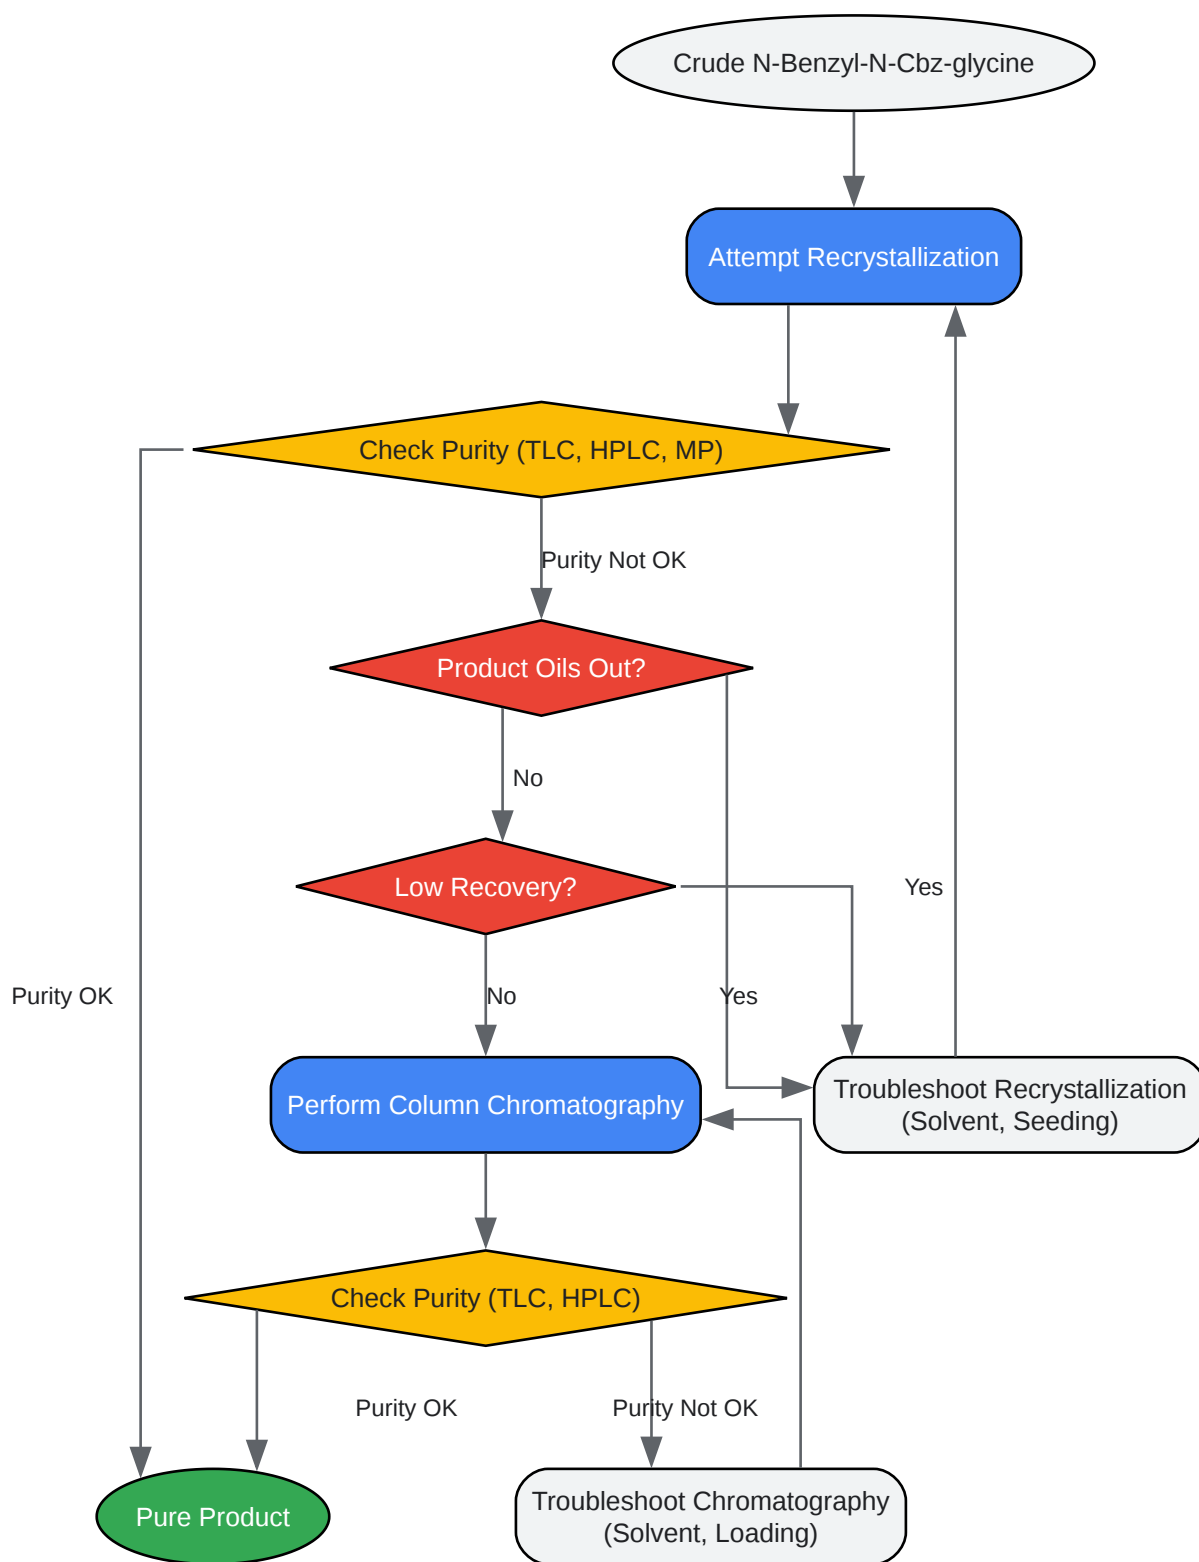 Crude N-Benzyl-N-Cbz-glycine
Attempt Recrystallization
Check Purity (TLC, HPLC, MP)
Purity Not OK
Product Oils Out?
No
Low Recovery?
Yes
Purity OK
No
Yes
Perform Column Chromatography
Troubleshoot Recrystallization
(Solvent, Seeding)
Check Purity (TLC, HPLC)
Purity OK
Purity Not OK
Pure Product
Troubleshoot Chromatography
(Solvent, Loading)